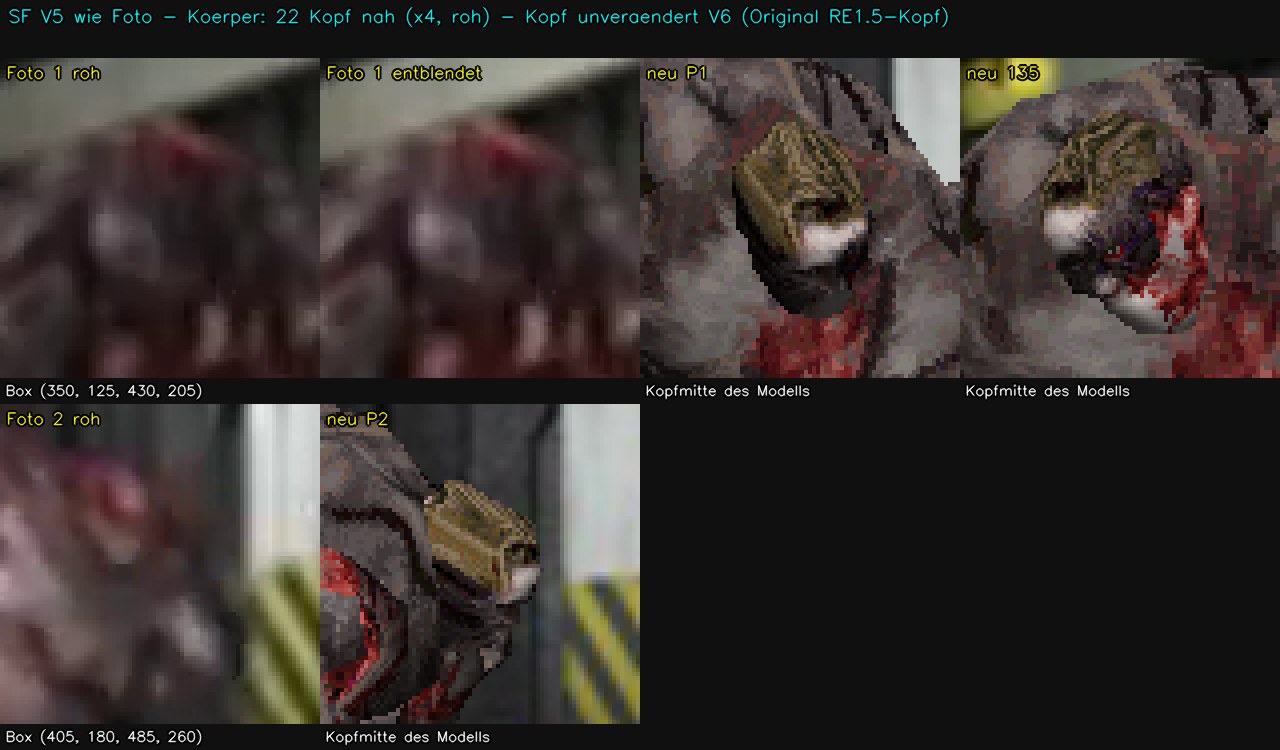 SF V5 wie Foto - Koerper: 22 Kopf nah (x4, roh) - Kopf unveraendert V6 (Original RE1.5-Kopf)
Foto 1 roh
Foto 1 entblendet
neu P1
neu 135
Box (350, 125, 430, 205)
Kopfmitte des Modells
Kopfmitte des Modells
Foto 2 roh
neu P2
Box (405, 180, 485, 260)
Kopfmitte des Modells